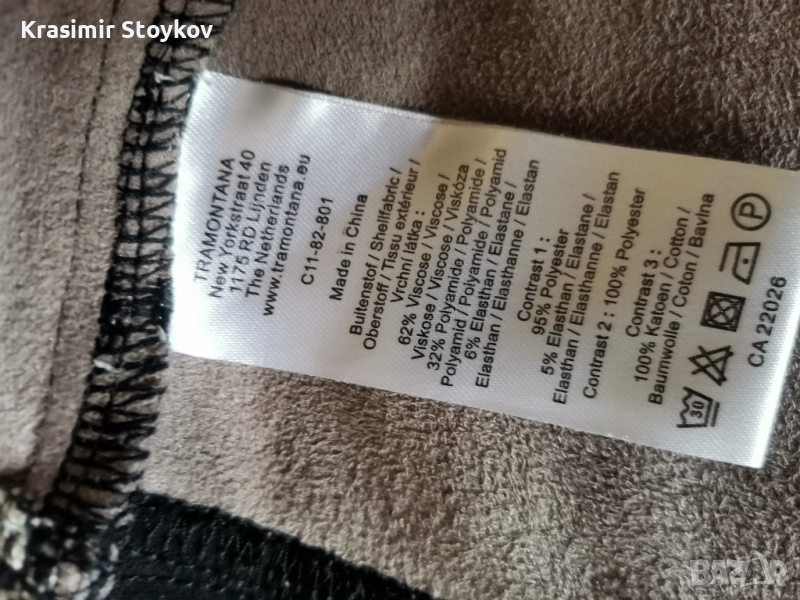 Krasimir Stoykov
TRAMONTANA
New Yorkstraat 40
1175 RD Lijnden
The Netherlands
www.tramontana.eu
C11-82-801
Made in China
Buitenstof / Shellfabric /
Oberstoff / Tissu extérieur /
Vrchní látka :
62% Viscose / Viscose /
Viskose / Viscose / Viskóza
32% Polyamide / Polyamide /
Polyamid / Polyamide / Polyamid
6% Elasthan / Elastane /
Elasthan / Elasthanne / Elastan
Contrast 1 :
95% Polyester
5% Elasthan / Elastane /
Elasthan / Elasthanne / Elastan
Contrast 2 : 100% Polyester
Contrast 3 :
100% Katoen / Cotton /
Baumwolle / Coton / Bavlna
30
P
CA 22026
BAZAR